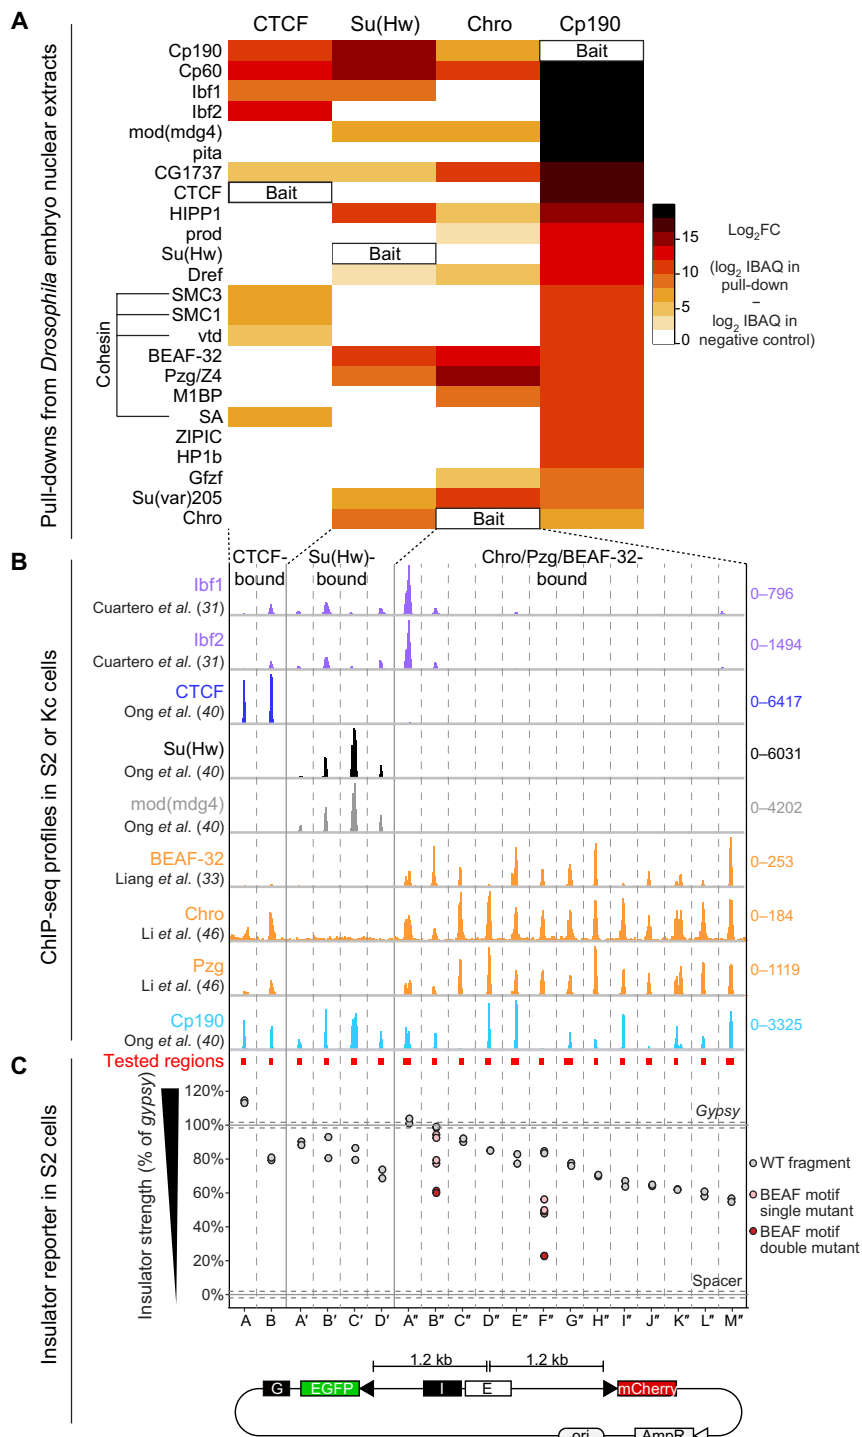 A
CTCF Su(Hw) Chro Cp190
Pull-downs from Drosophila embryo nuclear extracts
Cp190 Bait
Cp60
Ibf1
Ibf2
mod(mdg4)
pita
CG1737
CTCF Bait
HIPP1
prod
Su(Hw) Bait
Dref
Cohesin
SMC3
SMC1
vtd
BEAF-32
Pzg/Z4
M1BP
SA
ZIPIC
HP1b
Gfzf
Su(var)205
Chro Bait
15
10
5
0
Log2FC
(log2 IBAQ in
pull-down
–
log2 IBAQ in
negative control)
B
ChIP-seq profiles in S2 or Kc cells
CTCF-
bound
Su(Hw)-
bound
Chro/Pzg/BEAF-32-
bound
Ibf1
Cuartero et al. (31) 0–796
Ibf2
Cuartero et al. (31) 0–1494
CTCF
Ong et al. (40) 0–6417
Su(Hw)
Ong et al. (40) 0–6031
mod(mdg4)
Ong et al. (40) 0–4202
BEAF-32
Liang et al. (33) 0–253
Chro
Li et al. (46) 0–184
Pzg
Li et al. (46) 0–1119
Cp190
Ong et al. (40) 0–3325
Tested regions
C
Insulator reporter in S2 cells
Insulator strength (% of gypsy)
120%
100%
80%
60%
40%
20%
0%
Gypsy
Spacer
WT fragment
BEAF motif
single mutant
BEAF motif
double mutant
A B A′ B′ C′ D′ A″ B″ C″ D″ E″ F″ G″ H″ I″ J″ K″ L″ M″
1.2 kb 1.2 kb
G EGFP I E mCherry
ori AmpR